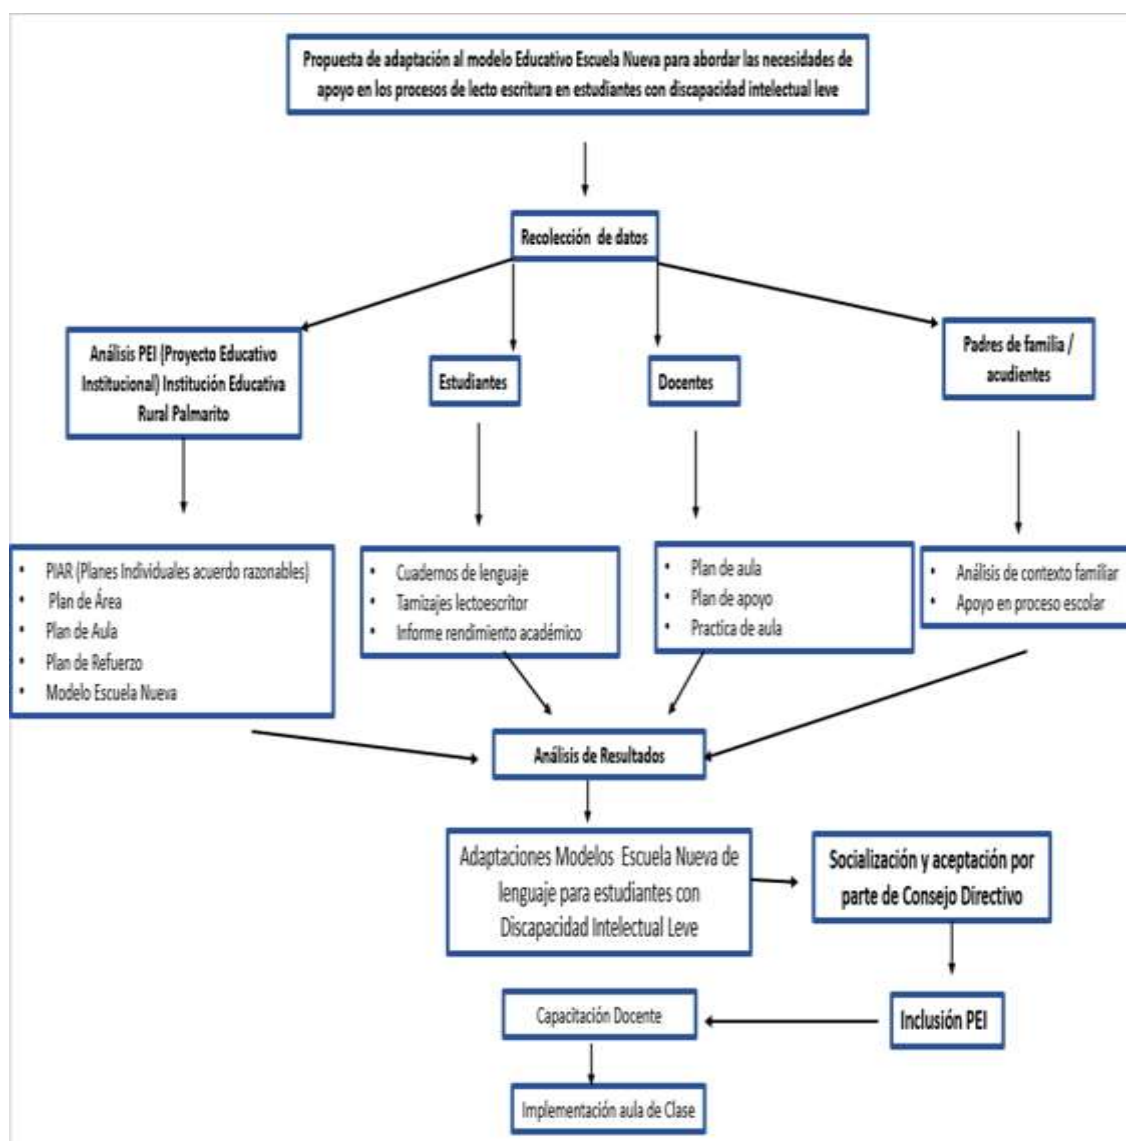 Propuesta de adaptación al modelo Educativo Escuela Nueva para abordar las necesidades de
apoyo en los procesos de lecto escritura en estudiantes con discapacidad intelectual leve
Recolección de datos
Análisis PEI (Proyecto Educativo
Institucional) Institución Educativa
Rural Palmarito
Estudiantes
Docentes
Padres de familia /
acudientes
• PIAR (Planes Individuales acuerdo razonables)
• Plan de Área
• Plan de Aula
• Plan de Refuerzo
• Modelo Escuela Nueva
• Cuadernos de lenguaje
• Tamizajes lectoescritor
• Informe rendimiento académico
• Plan de aula
• Plan de apoyo
• Practica de aula
• Análisis de contexto familiar
• Apoyo en proceso escolar
Análisis de Resultados
Adaptaciones Modelos Escuela Nueva de
lenguaje para estudiantes con
Discapacidad Intelectual Leve
Socialización y aceptación por
parte de Consejo Directivo
Inclusión PEI
Capacitación Docente
Implementación aula de Clase